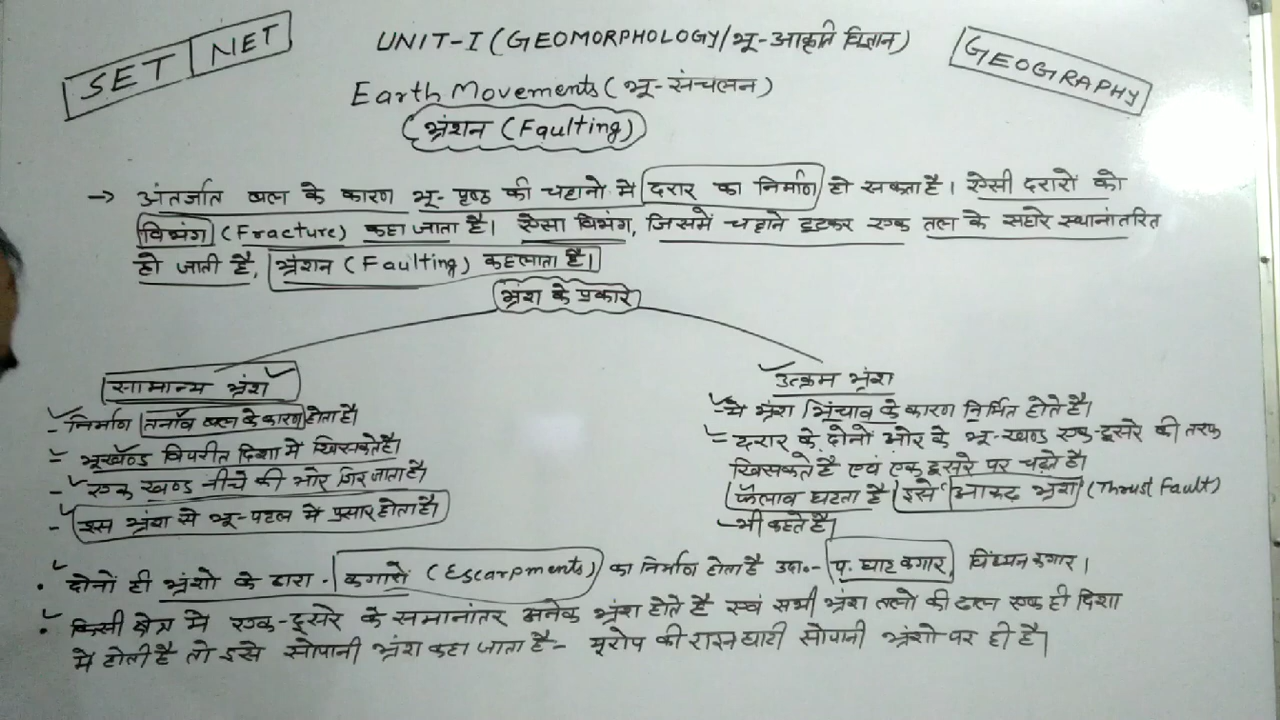 SET NET
UNIT-I (GEOMORPHOLOGY/भू-आकृति विज्ञान)
GEOGRAPHY
Earth Movements (भू-संचलन)
भ्रंशन (Faulting)
→ अंतर्जात बल के कारण भू-पृष्ठ की चट्टानो में दरार का निर्माण हो सकता है। ऐसी दरारों को
विभंग (Fracture) कहा जाता है। ऐसा विभंग, जिसमें चट्टाने टूटकर एक तल के सहारे स्थानांतरित
हो जाती है, भ्रंशन (Faulting) कहलाता है।
भ्रंश के प्रकारे
सामान्य भ्रंश
- निर्माण तनॉव बल के कारण होता है।
- भूखॅण्ड विपरीत दिशा में खिसकते है।
- एक खण्ड नीचे की ओर गिर जाता है।
- इस भ्रंश से भू-पटल में प्रसार होता है।
उत्क्रम भ्रंश
- ये भ्रंश भिंचाव के कारण निर्मित होते है।
- दरार के दोनों ओर के भू-खण्ड एक-दूसरे की तरफ
खिसकते है एवं एक दूसरे पर चढ़ते है।
फैलाव घटता है इसे आरूढ़ भ्रंश (Thrust Fault)
- भी कहते है।
• दोनों ही भ्रंशो के द्वारा - कगारो (Escarpments) का निर्माण होता है उदा०- प. घाट कगार, विंध्यन कगार।
• किसी क्षेत्र में एक-दूसरे के समानांतर अनेक भ्रंश होते है एवं सभी भ्रंश तलो की ढाल एक ही दिशा
में होती है तो इसे सोपानी भ्रंश कहा जाता है- यूरोप की राइन घाटी सोपानी भ्रंशो पर ही है।